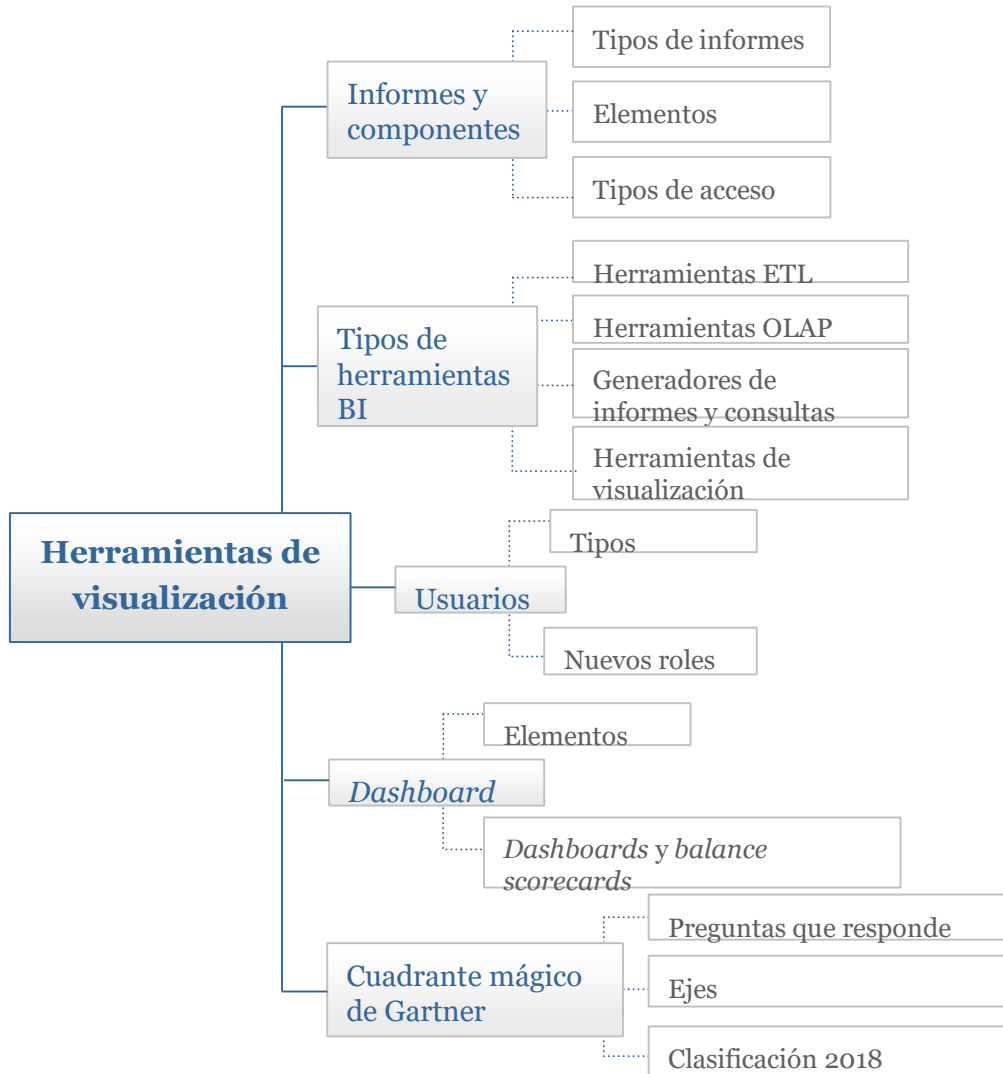 Tipos de informes
Informes y
componentes
Elementos
Tipos de acceso
Herramientas ETL
Tipos de
herramientas
BI
Herramientas OLAP
Generadores de
informes y consultas
Herramientas de
visualización
Herramientas de
visualización
Tipos
Usuarios
Nuevos roles
Elementos
Dashboard
Dashboards y balance
scorecards
Preguntas que responde
Cuadrante mágico
de Gartner
Ejes
Clasificación 2018